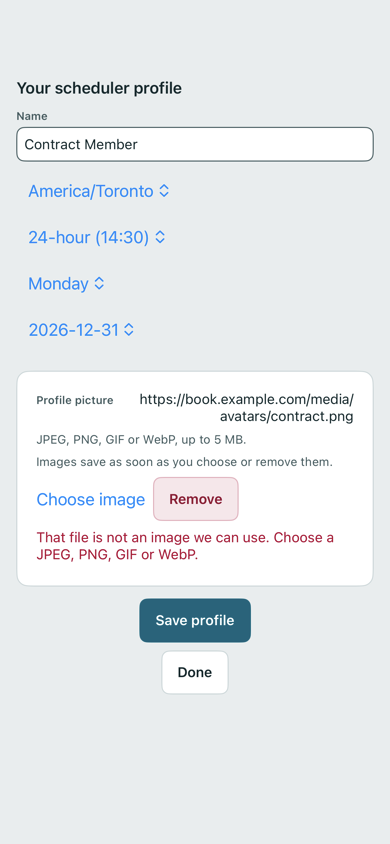 Your scheduler profile
Name
Contract Member
America/Toronto
24-hour (14:30)
Monday
2026-12-31
Profile picture
https://book.example.com/media/
avatars/contract.png
JPEG, PNG, GIF or WebP, up to 5 MB.
Images save as soon as you choose or remove them.
Choose image
Remove
That file is not an image we can use. Choose a
JPEG, PNG, GIF or WebP.
Save profile
Done